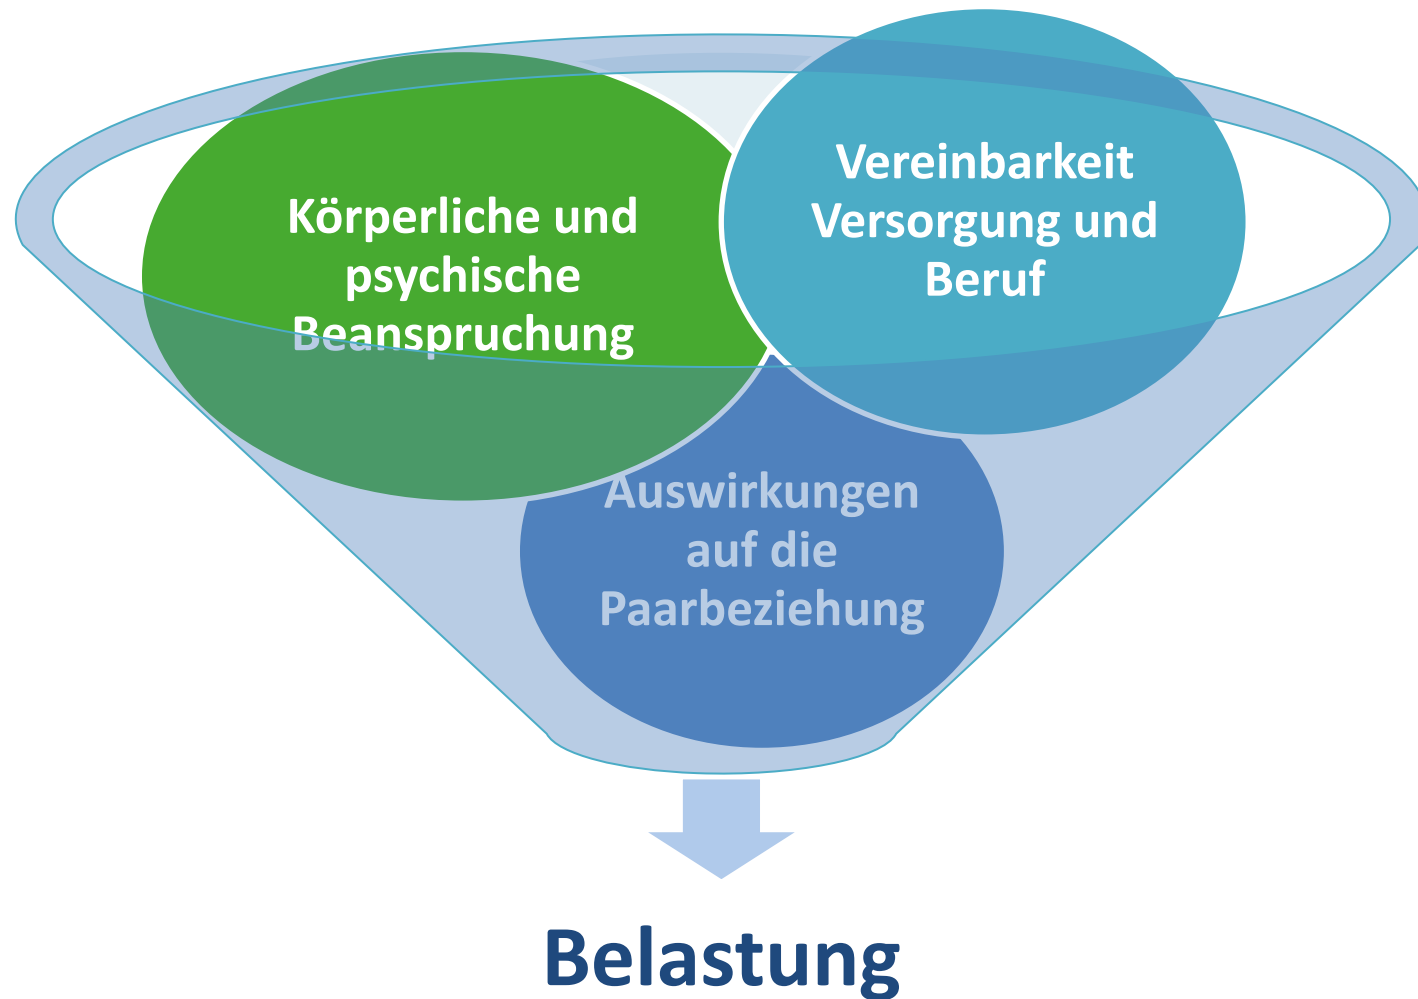 Körperliche und
psychische
Beanspruchung
Vereinbarkeit
Versorgung und
Beruf
Auswirkungen
auf die
Paarbeziehung
Belastung